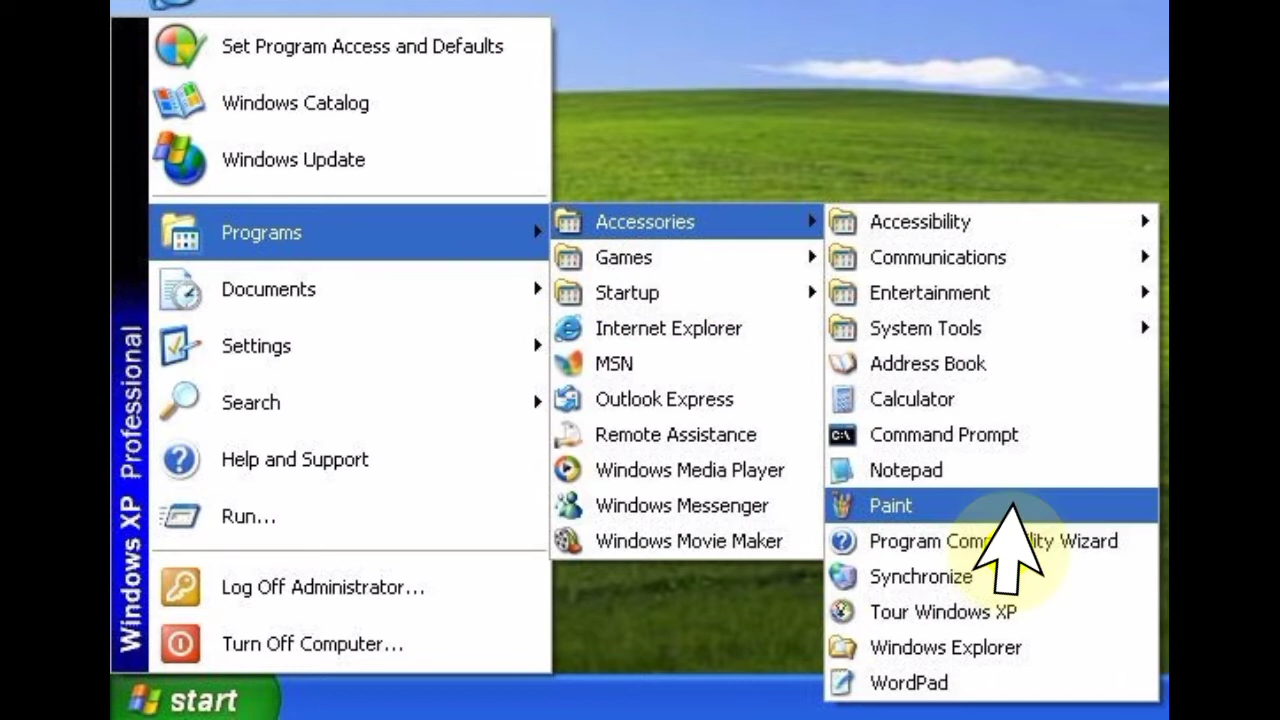 Set Program Access and Defaults
Windows Catalog
Windows Update
Programs
Documents
Settings
Search
Help and Support
Run...
Log Off Administrator...
Turn Off Computer...
Windows XP Professional
start
Accessories
Games
Startup
Internet Explorer
MSN
Outlook Express
Remote Assistance
Windows Media Player
Windows Messenger
Windows Movie Maker
Accessibility
Communications
Entertainment
System Tools
Address Book
Calculator
C:\
Command Prompt
Notepad
Paint
Program Wizard
Synchronize
Tour Windows XP
Windows Explorer
WordPad